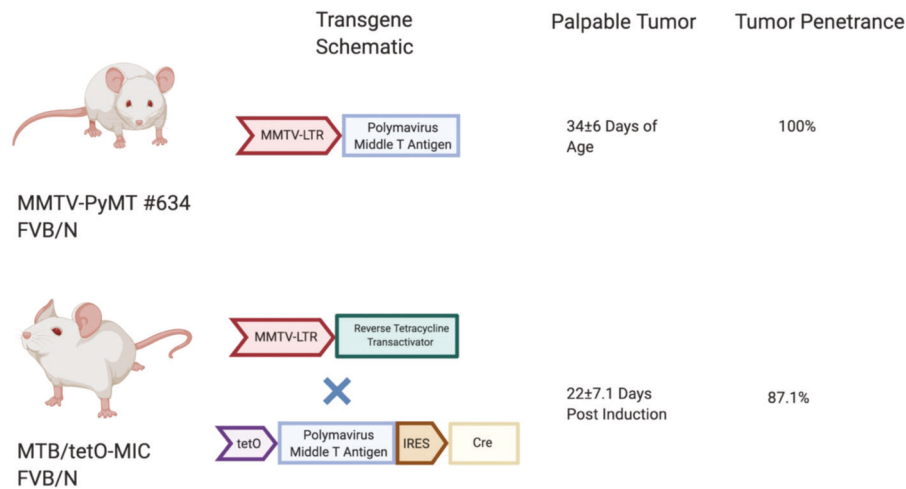 Transgene
Schematic
Palpable Tumor
Tumor Penetrance
MMTV-LTR
Polymavirus
Middle T Antigen
34±6 Days of
Age
100%
MMTV-PyMT #634
FVB/N
MMTV-LTR
Reverse Tetracycline
Transactivator
tetO
Polymavirus
Middle T Antigen
IRES
Cre
22±7.1 Days
Post Induction
87.1%
MTB/tetO-MIC
FVB/N